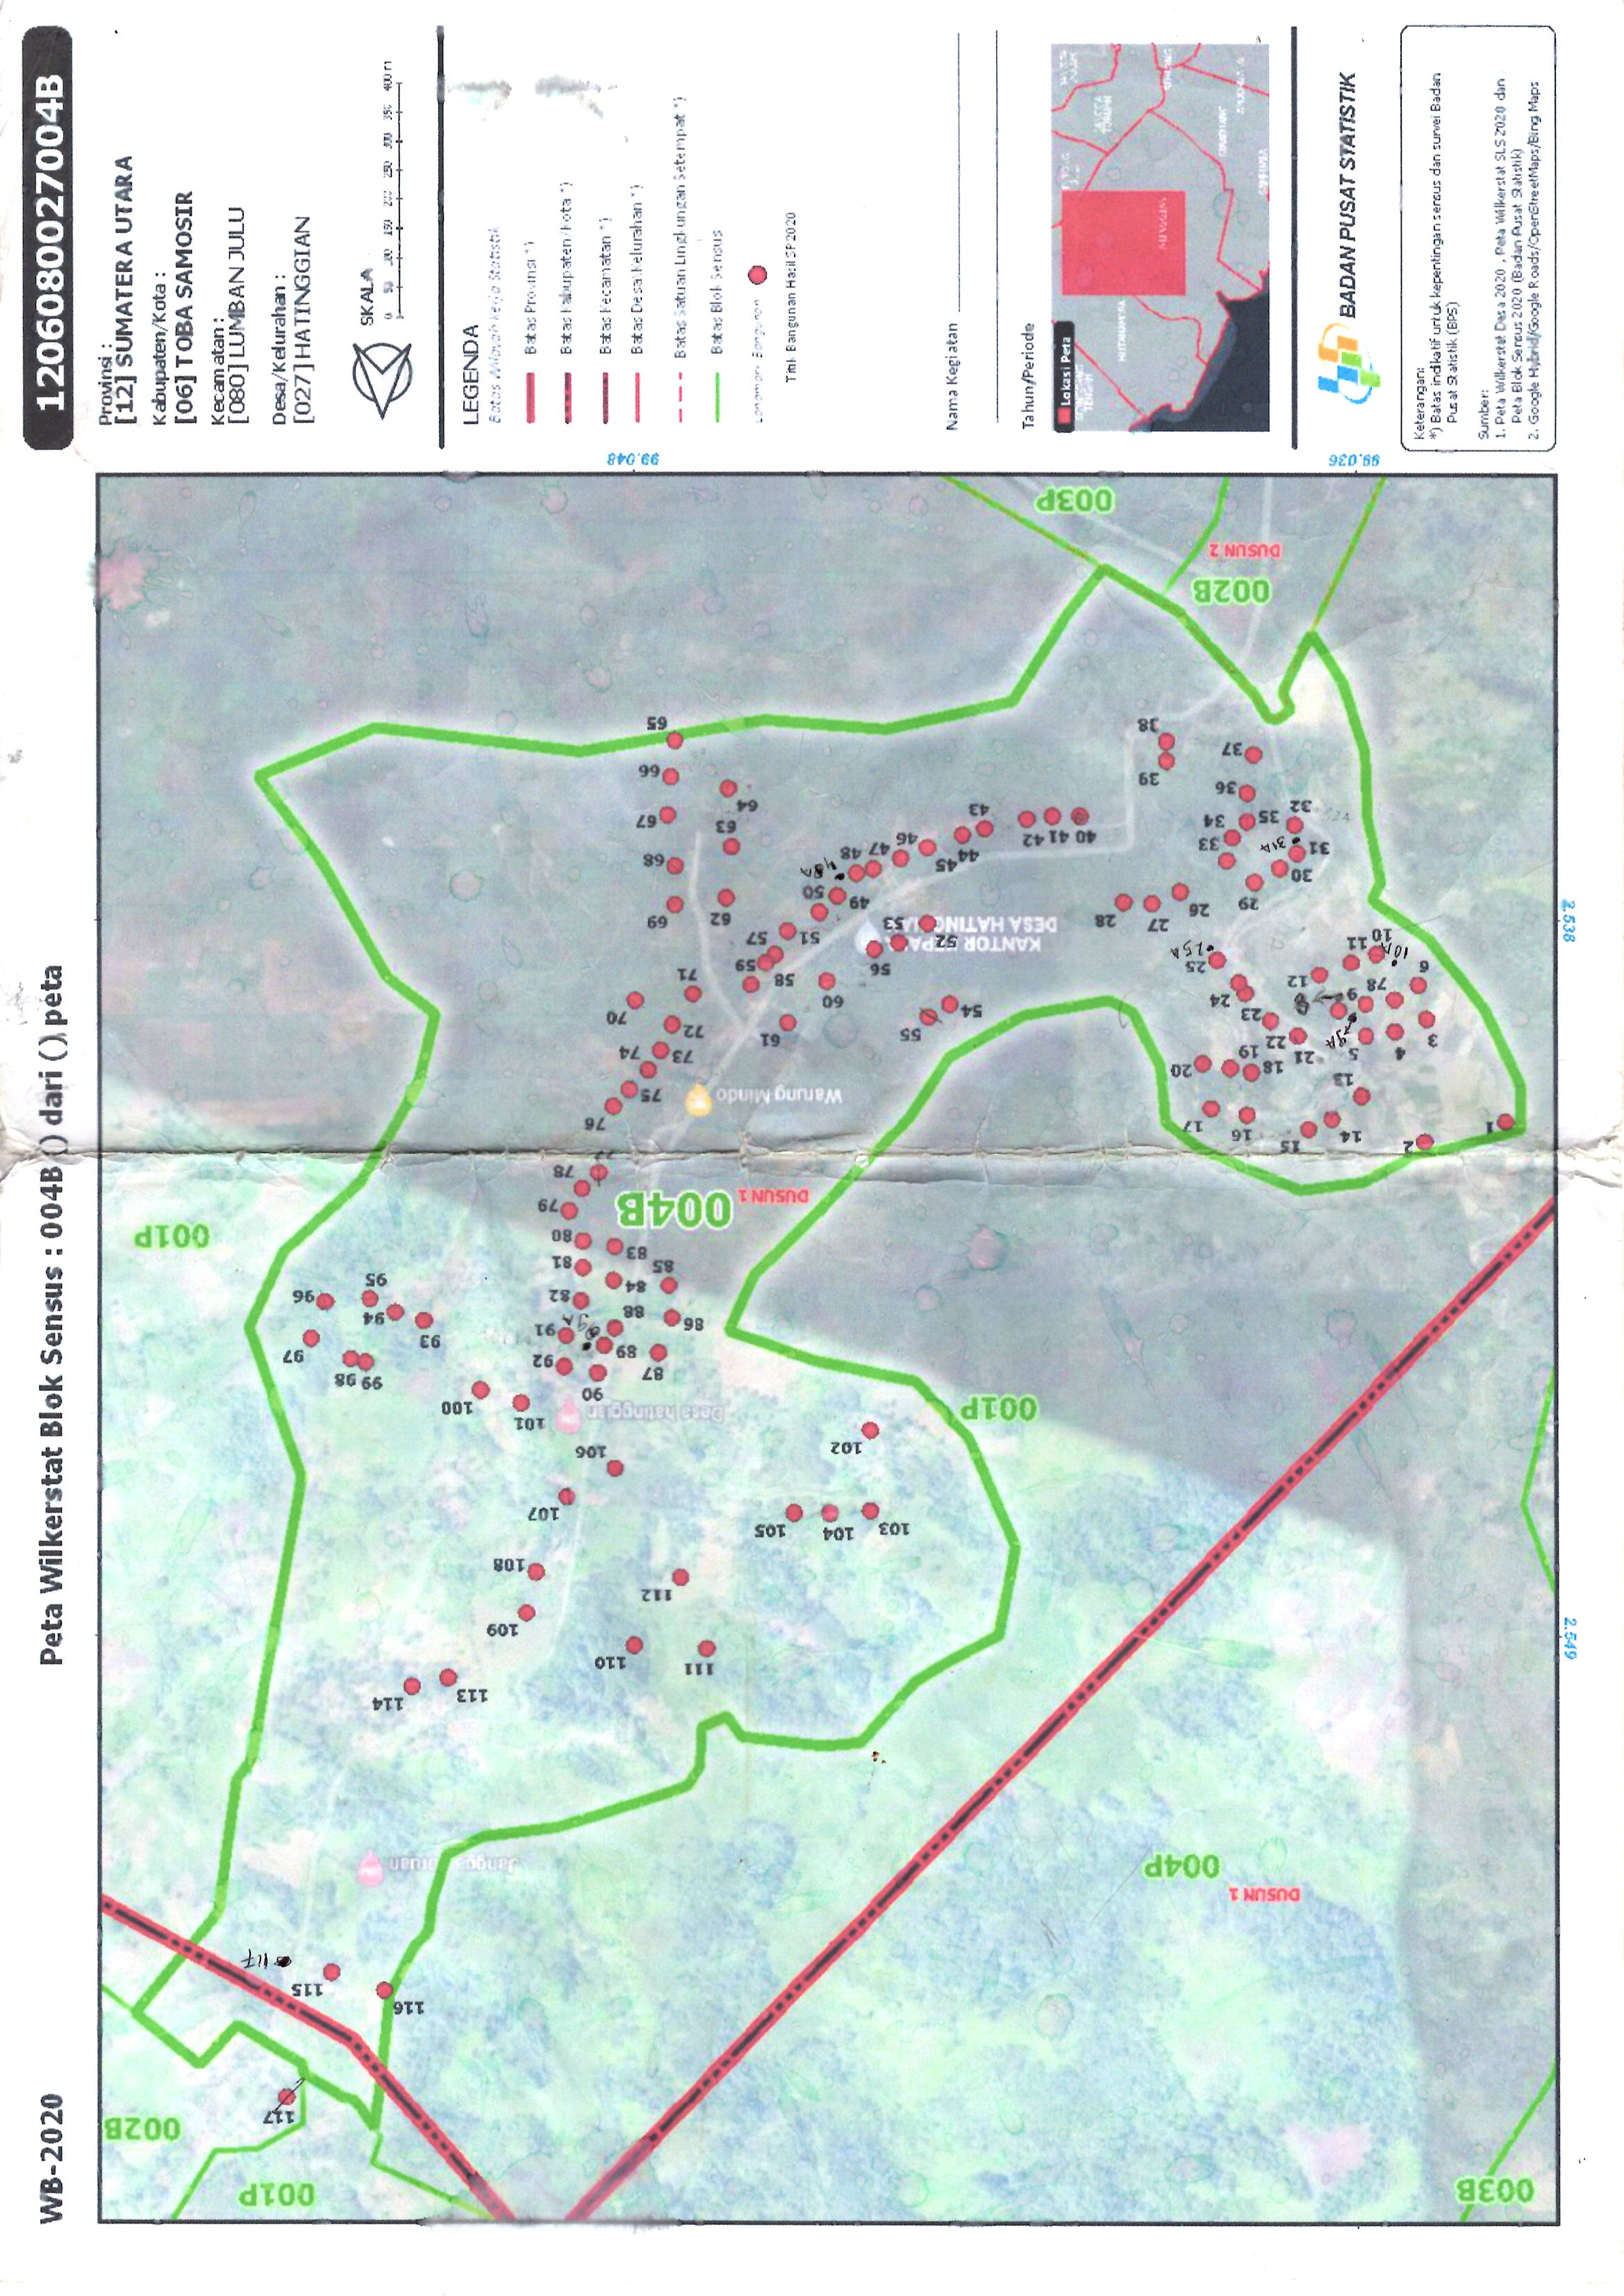 WB-2020
Peta Wilkerstat Blok Sensus : 004B () dari () peta
1206080027004B
003B
001P
002B
117
116
115
117
DUSUN 1
004P
Jangga Toruan
113
114
111
110
109
112
108
103
104
105
107
106
102
001P
Desa hatinggian
101
100
90
99
98
87
92
89
97
99A
91
93
86
88
94
82
96
84
95
85
81
83
80
001P
004B
DUSUN 1
79
78
77
1
2
14
15
16
17
76
Warung Mindo
75
13
18
19
20
73
74
3
4
5
9A
21
22
61
72
23
55
54
70
6
78
9
8
24
60
12
58
59
71
10A
25
25A
56
KANTOR KEPALA
DESA HATINGGIAN
10
11
52
53
51
57
26
27
28
29
49
50
62
69
30
48A
31
31A
33
44
45
46
47
48
68
32
35
34
40
41
42
43
63
67
36
64
66
39
37
38
65
002B
DUSUN 2
003P
2.549
2.538
99.036
99.048
Provinsi :
[12] SUMATERA UTARA
Kabupaten/Kota :
[06] TOBA SAMOSIR
Kecamatan :
[080] LUMBAN JULU
Desa/Kelurahan :
[027] HATINGGIAN
SKALA
0 50 100 150 200 250 300 350 400 m
LEGENDA
Batas Wilayah Kerja Statistik
Batas Provinsi *)
Batas Kabupaten/Kota *)
Batas Kecamatan *)
Batas Desa/Kelurahan *)
Batas Satuan Lingkungan Setempat *)
Batas Blok Sensus
Landmark Bangunan
Titik Bangunan Hasil SP2020
Nama Kegiatan
Tahun/Periode
Lokasi Peta
BADAN PUSAT STATISTIK
Keterangan:
*) Batas indikatif untuk kepentingan sensus dan survei Badan
Pusat Statistik (BPS)
Sumber:
1. Peta Wilkerstat Desa 2020 , Peta Wilkerstat SLS 2020 dan
Peta Blok Sensus 2020 (Badan Pusat Statistik)
2. Google Hybrid/Google Roads/OpenStreetMaps/Bing Maps